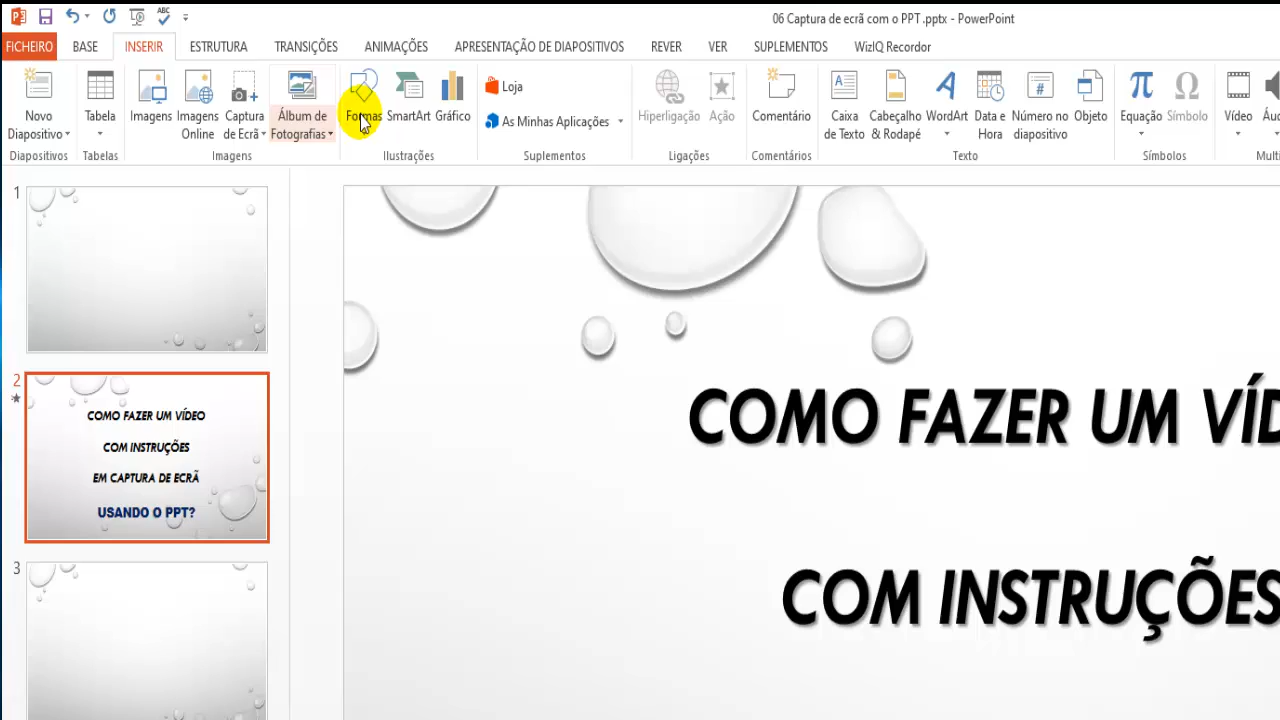 ABC
06 Captura de ecrã com o PPT .pptx - PowerPoint
FICHEIRO BASE INSERIR ESTRUTURA TRANSIÇÕES ANIMAÇÕES APRESENTAÇÃO DE DIAPOSITIVOS REVER VER SUPLEMENTOS WizIQ Recordor
Novo Diapositivo
Tabela
Imagens
Imagens Online
Captura de Ecrã
Álbum de Fotografias
Formas
SmartArt
Gráfico
Loja
As Minhas Aplicações
Hiperligação
Ação
Comentário
Caixa de Texto
Cabeçalho & Rodapé
WordArt
Data e Hora
Número no diapositivo
Objeto
Equação
Símbolo
Vídeo
Diapositivos Tabelas Imagens Ilustrações Suplementos Ligações Comentários Texto Símbolos
1
2
COMO FAZER UM VÍDEO
COM INSTRUÇÕES
EM CAPTURA DE ECRÃ
USANDO O PPT?
3
COMO FAZER UM VÍD
COM INSTRUÇÕES